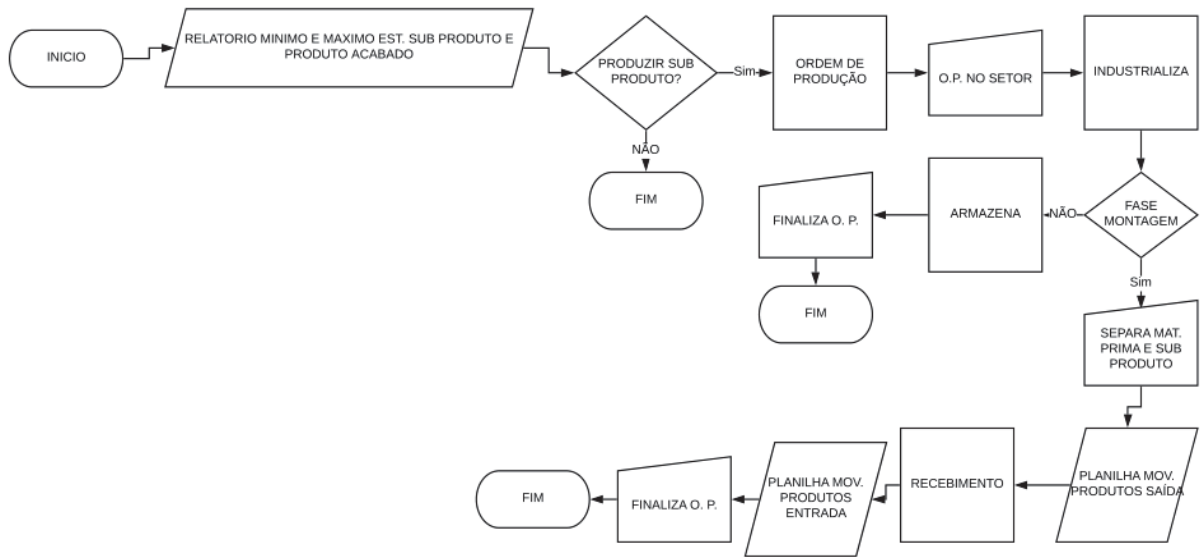 INICIO
RELATORIO MINIMO E MAXIMO EST. SUB PRODUTO E
PRODUTO ACABADO
PRODUZIR SUB
PRODUTO?
Sim
ORDEM DE
PRODUÇÃO
O.P. NO SETOR
INDUSTRIALIZA
NÃO
FIM
FINALIZA O. P.
ARMAZENA
NÃO
FASE
MONTAGEM
FIM
Sim
SEPARA MAT.
PRIMA E SUB
PRODUTO
FIM
FINALIZA O. P.
PLANILHA MOV.
PRODUTOS
ENTRADA
RECEBIMENTO
PLANILHA MOV.
PRODUTOS SAÍDA